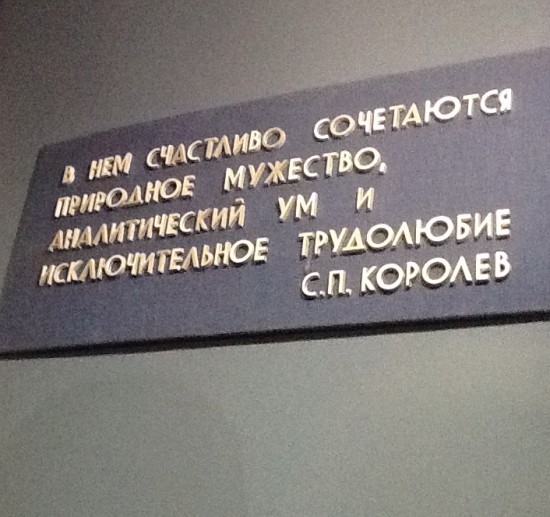 В НЕМ СЧАСТЛИВО СОЧЕТАЮТСЯ
ПРИРОДНОЕ МУЖЕСТВО,
АНАЛИТИЧЕСКИЙ УМ И
ИСКЛЮЧИТЕЛЬНОЕ ТРУДОЛЮБИЕ
С.П. КОРОЛЕВ